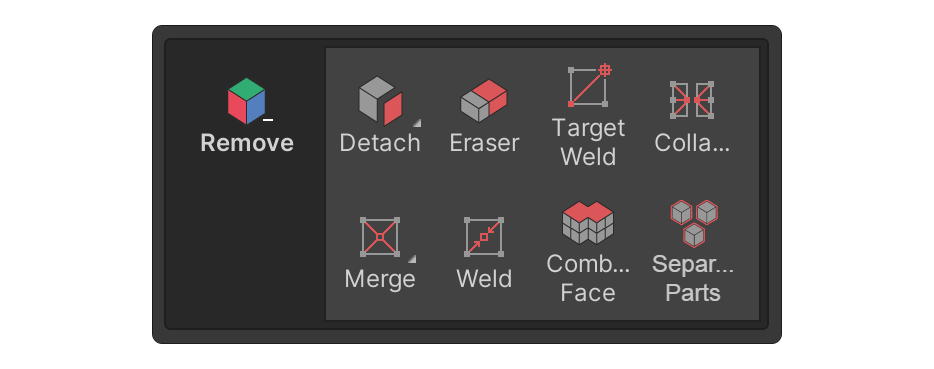 Remove
Detach
Eraser
Target
Weld
Colla...
Merge
Weld
Comb...
Face
Separ...
Parts